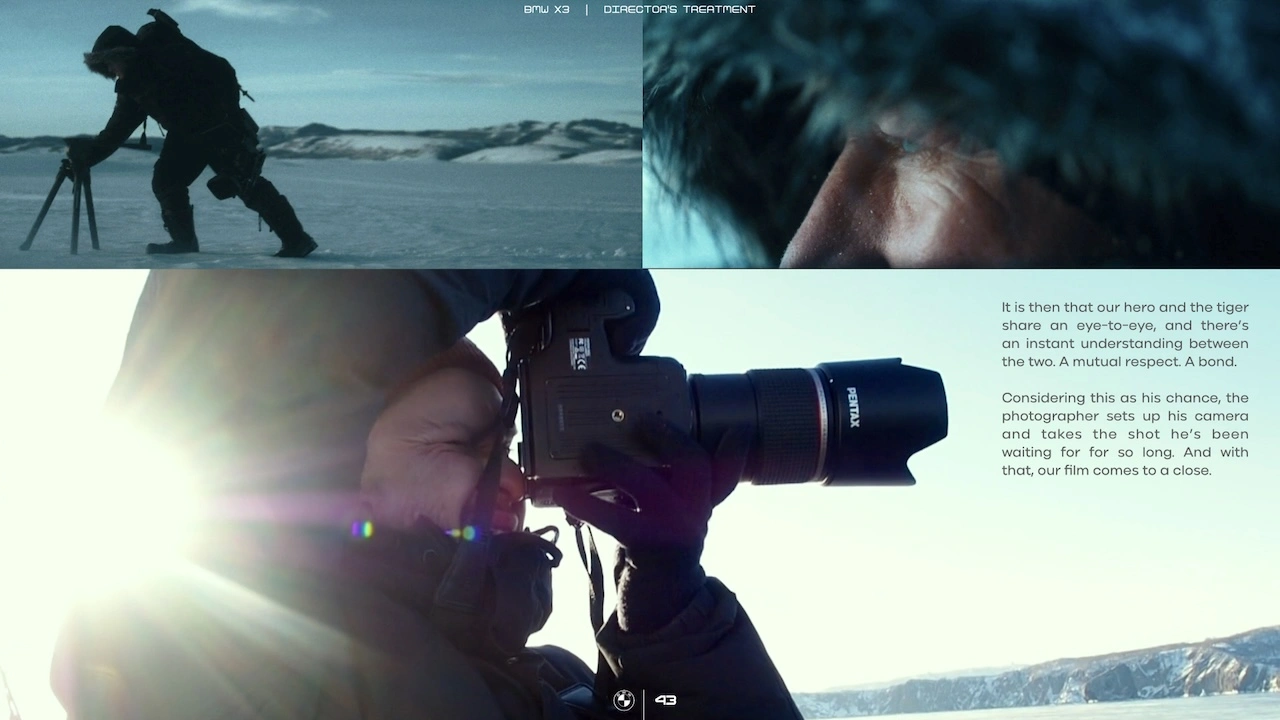 BMW X3 | DIRECTOR'S TREATMENT
It is then that our hero and the tiger
share an eye-to-eye, and there's
an instant understanding between
the two. A mutual respect. A bond.
Considering this as his chance, the
photographer sets up his camera
and takes the shot he's been
waiting for for so long. And with
that, our film comes to a close.
PENTAX
43